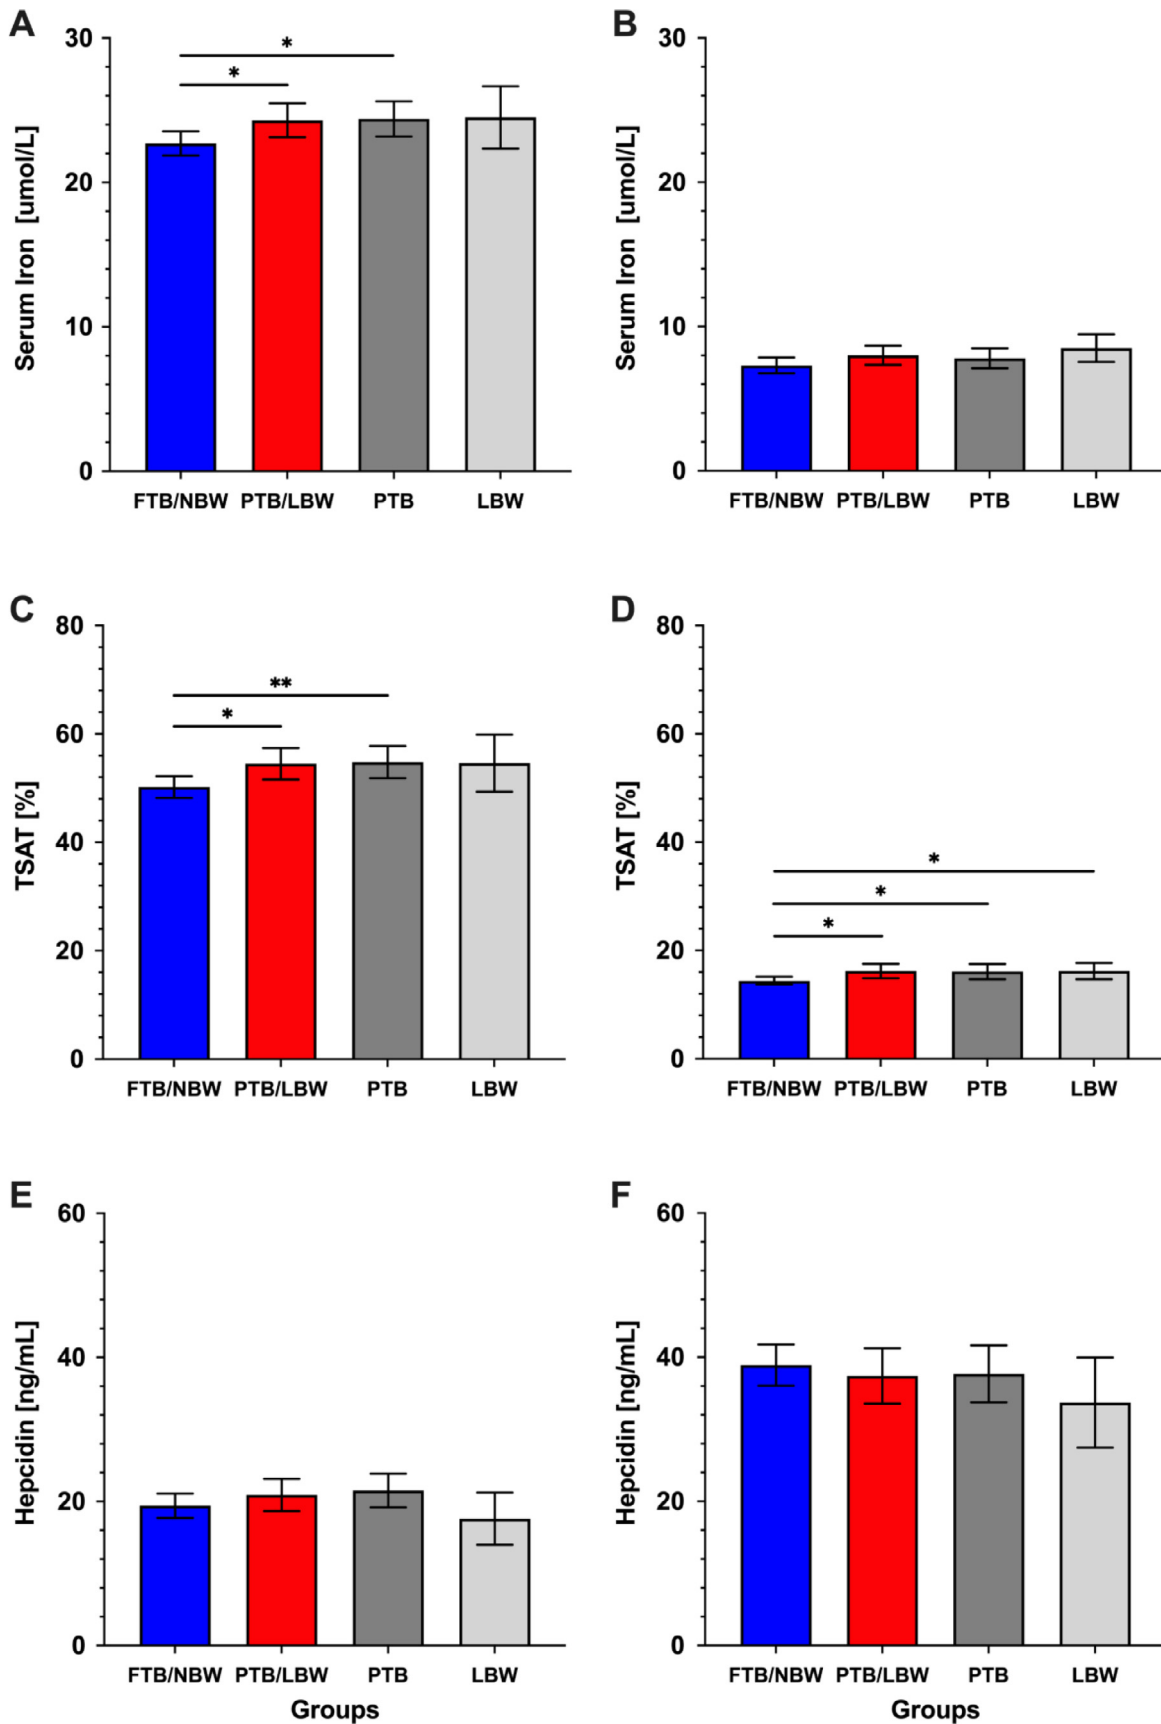 A
Serum Iron [umol/L]
30
20
10
0
*
*
FTB/NBW PTB/LBW PTB LBW
B
Serum Iron [umol/L]
30
20
10
0
FTB/NBW PTB/LBW PTB LBW
C
TSAT [%]
80
60
40
20
0
**
*
FTB/NBW PTB/LBW PTB LBW
D
TSAT [%]
80
60
40
20
0
*
*
*
FTB/NBW PTB/LBW PTB LBW
E
Hepcidin [ng/mL]
60
40
20
0
FTB/NBW PTB/LBW PTB LBW
Groups
F
Hepcidin [ng/mL]
60
40
20
0
FTB/NBW PTB/LBW PTB LBW
Groups